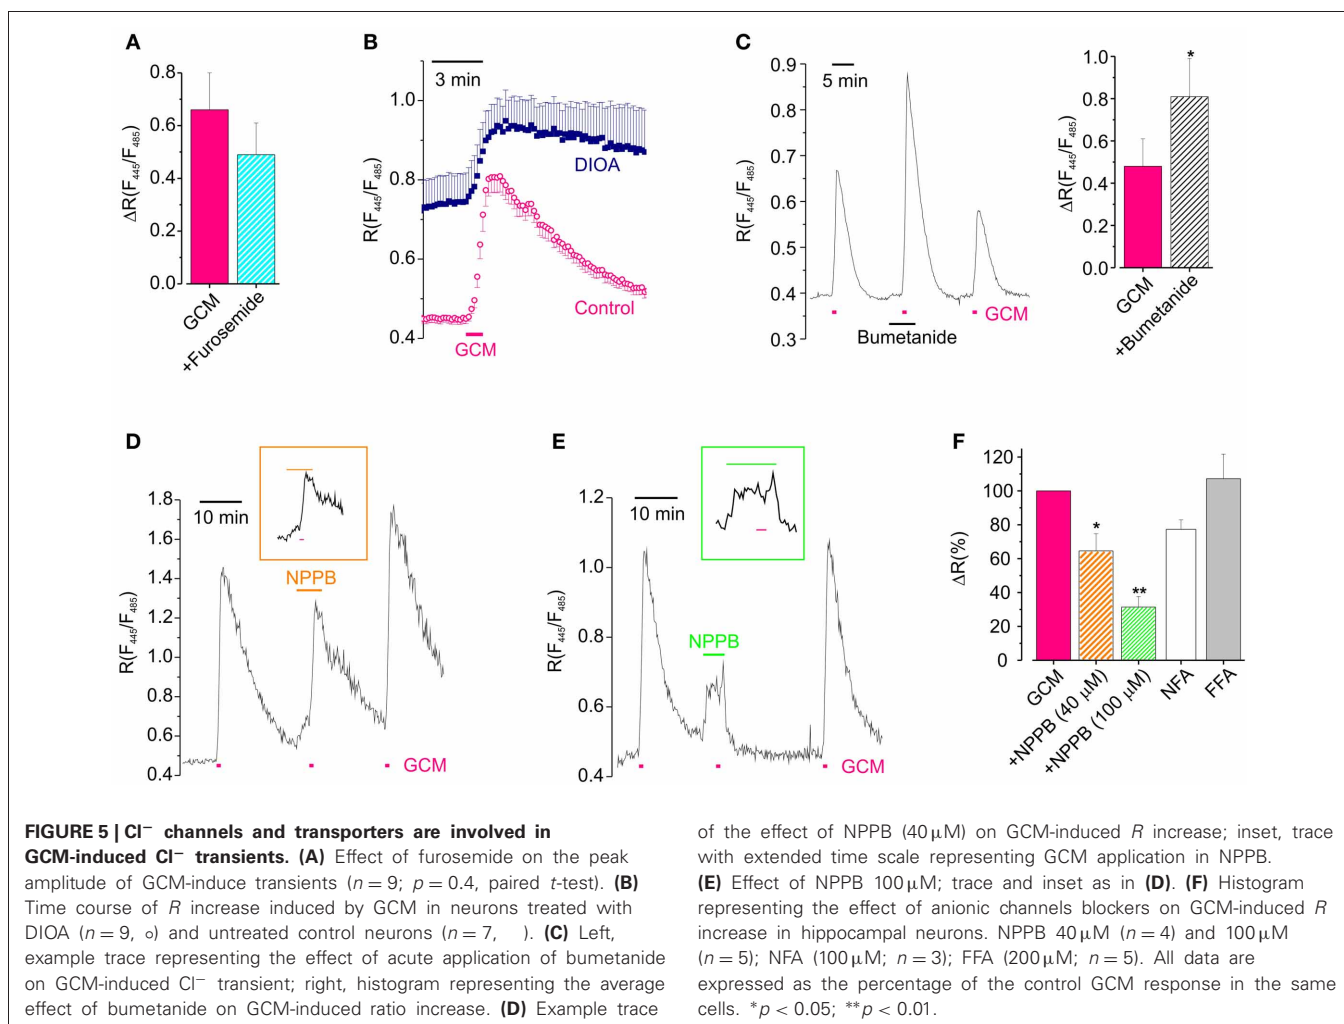 A
0.8
0.6
0.4
0.2
0.0
ΔR(F445/F485)
GCM
+Furosemide
B
3 min
1.0
0.8
0.6
0.4
R(F445/F485)
DIOA
Control
GCM
C
5 min
0.9
0.8
0.7
0.6
0.5
0.4
0.3
R(F445/F485)
GCM
Bumetanide
1.0
0.8
0.6
0.4
0.2
0.0
ΔR(F445/F485)
*
GCM
+Bumetanide
D
10 min
1.8
1.6
1.4
1.2
1.0
0.8
0.6
0.4
R(F445/F485)
NPPB
GCM
E
10 min
1.2
1.0
0.8
0.6
0.4
R(F445/F485)
NPPB
GCM
F
120
100
80
60
40
20
0
ΔR(%)
*
**
GCM
+NPPB (40 μM)
+NPPB (100 μM)
NFA
FFA
FIGURE 5 | Cl− channels and transporters are involved in
GCM-induced Cl− transients. (A) Effect of furosemide on the peak
amplitude of GCM-induce transients (n = 9; p = 0.4, paired t-test). (B)
Time course of R increase induced by GCM in neurons treated with
DIOA (n = 9, ○) and untreated control neurons (n = 7, ). (C) Left,
example trace representing the effect of acute application of bumetanide
on GCM-induced Cl− transient; right, histogram representing the average
effect of bumetanide on GCM-induced ratio increase. (D) Example trace
of the effect of NPPB (40 μM) on GCM-induced R increase; inset, trace
with extended time scale representing GCM application in NPPB.
(E) Effect of NPPB 100 μM; trace and inset as in (D). (F) Histogram
representing the effect of anionic channels blockers on GCM-induced R
increase in hippocampal neurons. NPPB 40 μM (n = 4) and 100 μM
(n = 5); NFA (100 μM; n = 3); FFA (200 μM; n = 5). All data are
expressed as the percentage of the control GCM response in the same
cells. *p < 0.05; **p < 0.01.